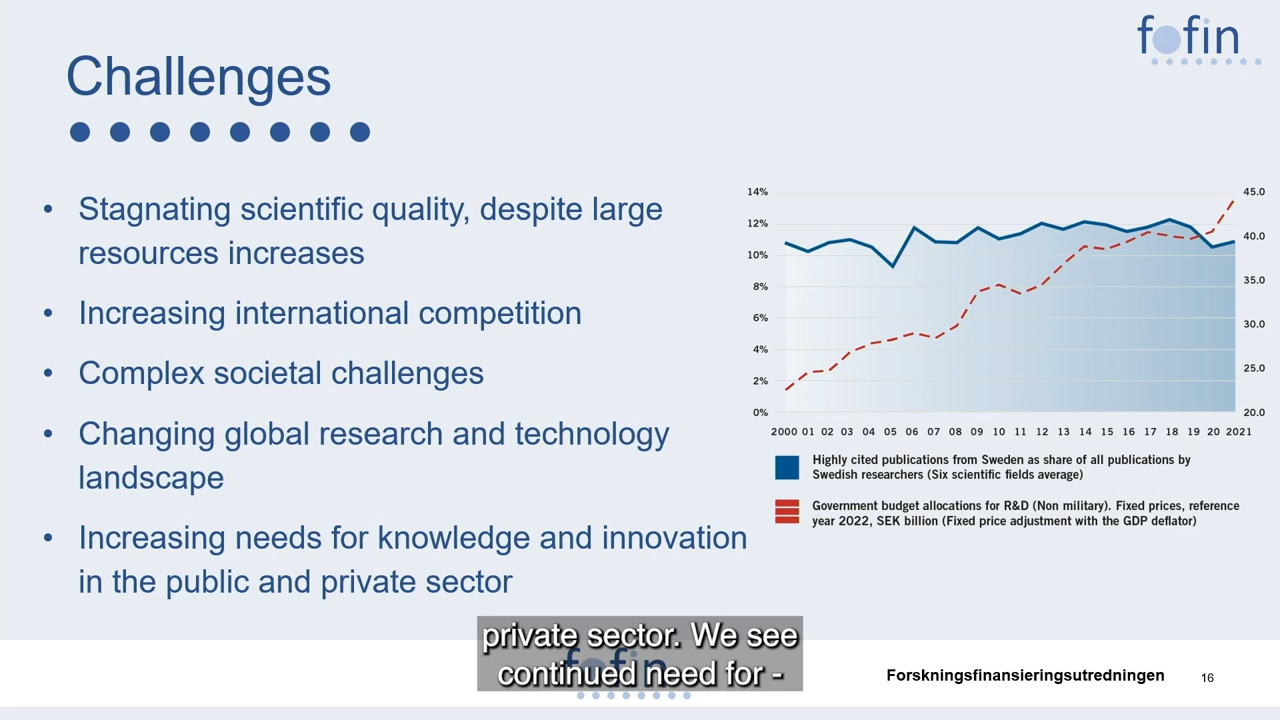 fofin
Challenges
• Stagnating scientific quality, despite large
resources increases
• Increasing international competition
• Complex societal challenges
• Changing global research and technology
landscape
• Increasing needs for knowledge and innovation
in the public and private sector
14% 45.0
12%
10% 40.0
8% 35.0
6% 30.0
4% 25.0
2%
0% 20.0
2000 01 02 03 04 05 06 07 08 09 10 11 12 13 14 15 16 17 18 19 20 2021
Highly cited publications from Sweden as share of all publications by
Swedish researchers (Six scientific fields average)
Government budget allocations for R&D (Non military). Fixed prices, reference
year 2022, SEK billion (Fixed price adjustment with the GDP deflator)
private sector. We see
continued need for -
fofin
Forskningsfinansieringsutredningen 16